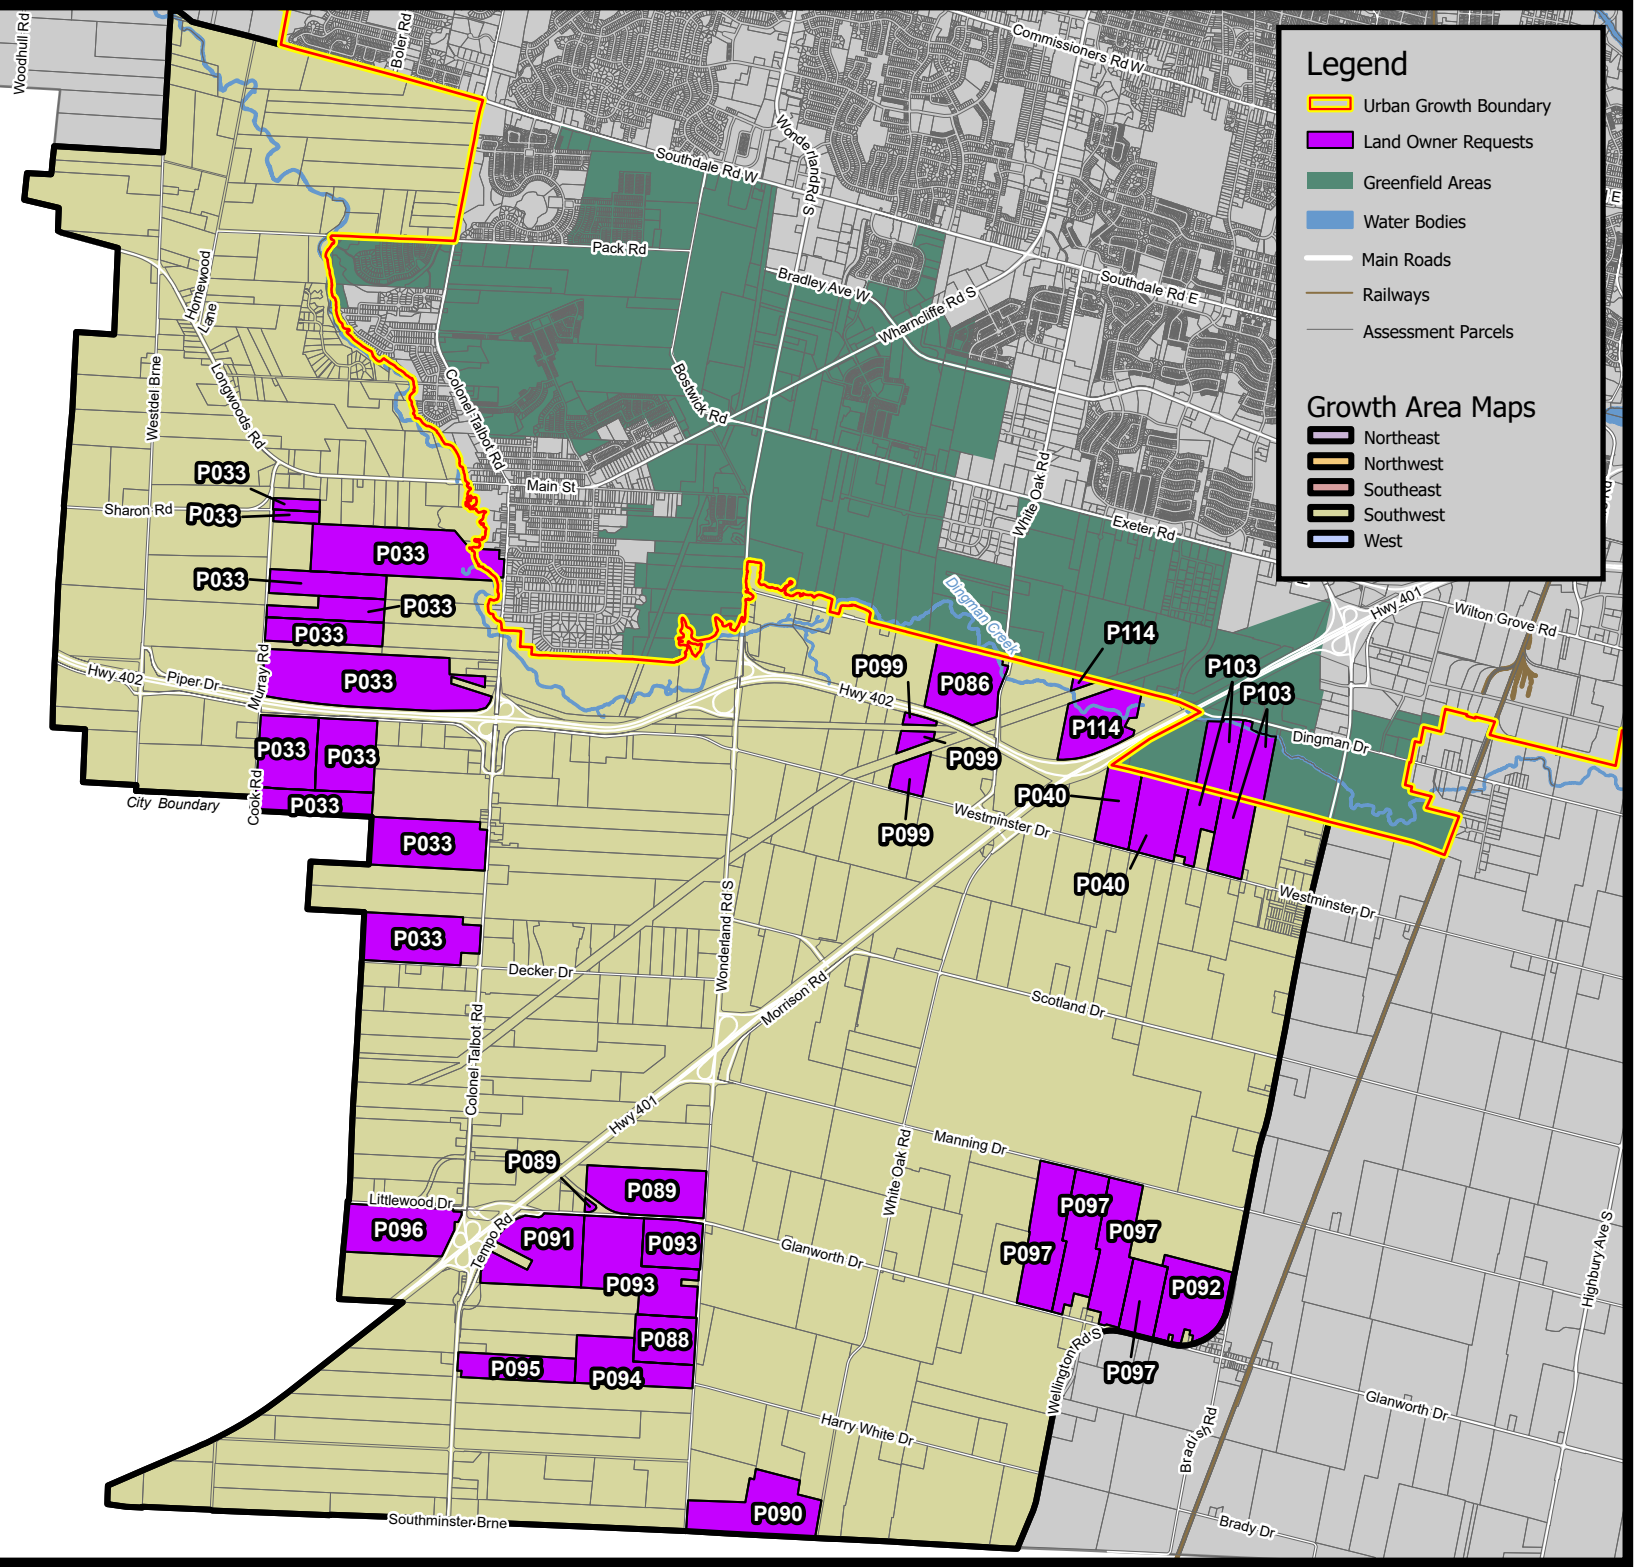 Woodhull Rd
Boler Rd
Commissioners Rd W
Wonderland Rd S
Southdale Rd W
Pack Rd
Bradley Ave W
Southdale Rd E
Wharncliffe Rd S
Homewood
Lane
Westdel Brne
Longwoods Rd
Colonel Talbot Rd
Bostwick Rd
Main St
White Oak Rd
Exeter Rd
Sharon Rd
P033
P033
P033
P033
P033
P033
P033
P033
P033
P033
P033
P033
Legend
Urban Growth Boundary
Land Owner Requests
Greenfield Areas
Water Bodies
Main Roads
Railways
Assessment Parcels
Growth Area Maps
Northeast
Northwest
Southeast
Southwest
West
E
Dingman Creek
Hwy 401
Wilton Grove Rd
P114
P114
P099
P099
P099
P086
P103
P103
Hwy 402
Piper Dr
Murray Rd
Hwy 402
Dingman Dr
Cook Rd
City Boundary
P040
P040
Westminster Dr
Westminster Dr
Wonderland Rd S
Decker Dr
Morrison Rd
Scotland Dr
Colonel Talbot Rd
Hwy 401
Manning Dr
White Oak Rd
P089
P089
Littlewood Dr
P096
Tempo Rd
P091
P093
P093
Glanworth Dr
P097
P097
P097
P097
P092
Highbury Ave S
P088
P095
P094
Wellington Rd S
Glanworth Dr
Harry White Dr
Bradish Rd
P090
Southminster Brne
Brady Dr